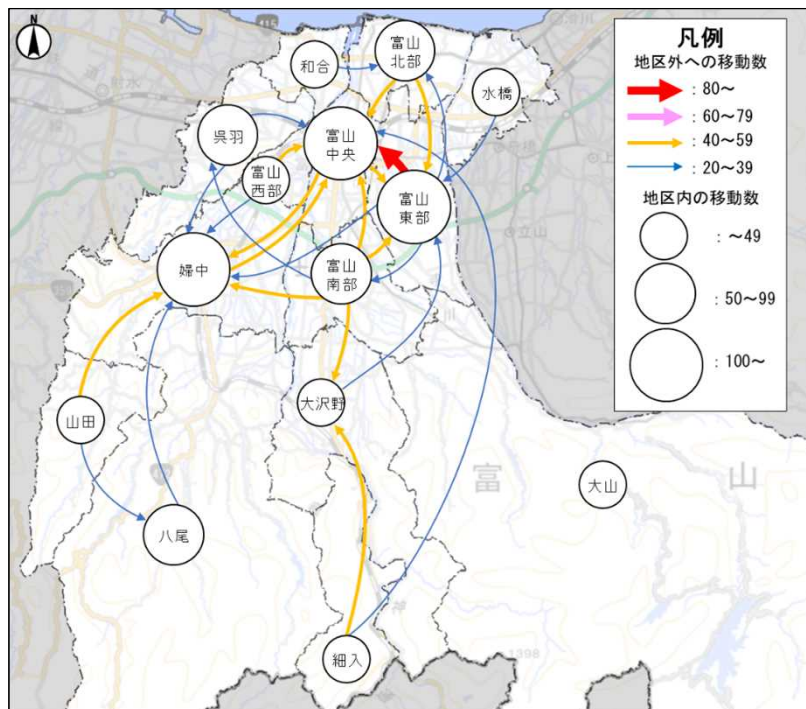 N
415
凡例
地区外への移動数
：80～
：60～79
：40～59
：20～39
地区内の移動数
：～49
：50～99
：100～
和合
富山
北部
水橋
呉羽
富山
中央
富山
西部
富山
東部
婦中
富山
南部
大沢野
山田
富
山
大山
八尾
細入
1398